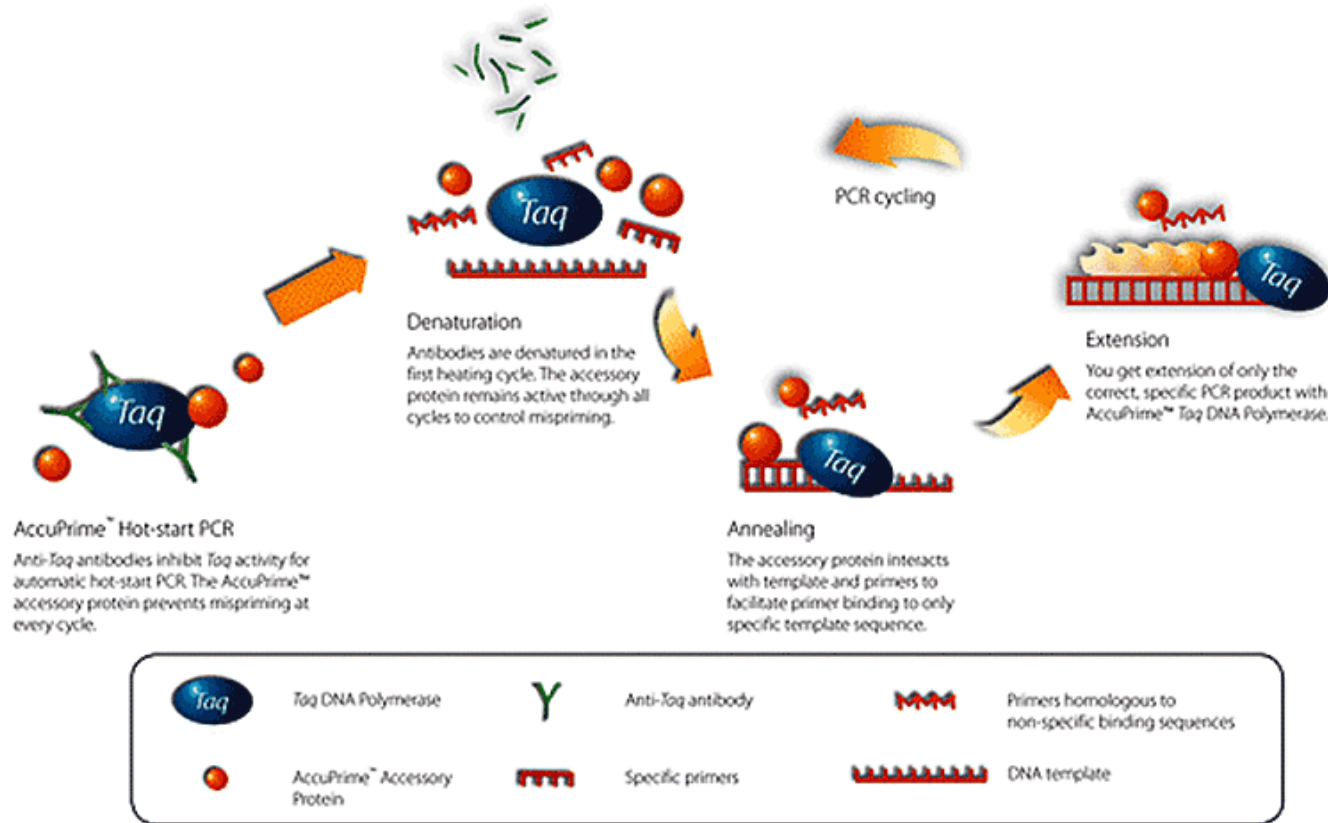 Taq
PCR cycling
Taq
Denaturation
Antibodies are denatured in the
first heating cycle. The accessory
protein remains active through all
cycles to control mispriming.
Extension
You get extension of only the
correct, specific PCR product with
AccuPrime™ Taq DNA Polymerase.
Taq
Taq
AccuPrime™ Hot-start PCR
Anti-Taq antibodies inhibit Taq activity for
automatic hot-start PCR. The AccuPrime™
accessory protein prevents mispriming at
every cycle.
Annealing
The accessory protein interacts
with template and primers to
facilitate primer binding to only
specific template sequence.
Taq
Taq DNA Polymerase
Anti-Taq antibody
Primers homologous to
non-specific binding sequences
AccuPrime™ Accessory
Protein
Specific primers
DNA template